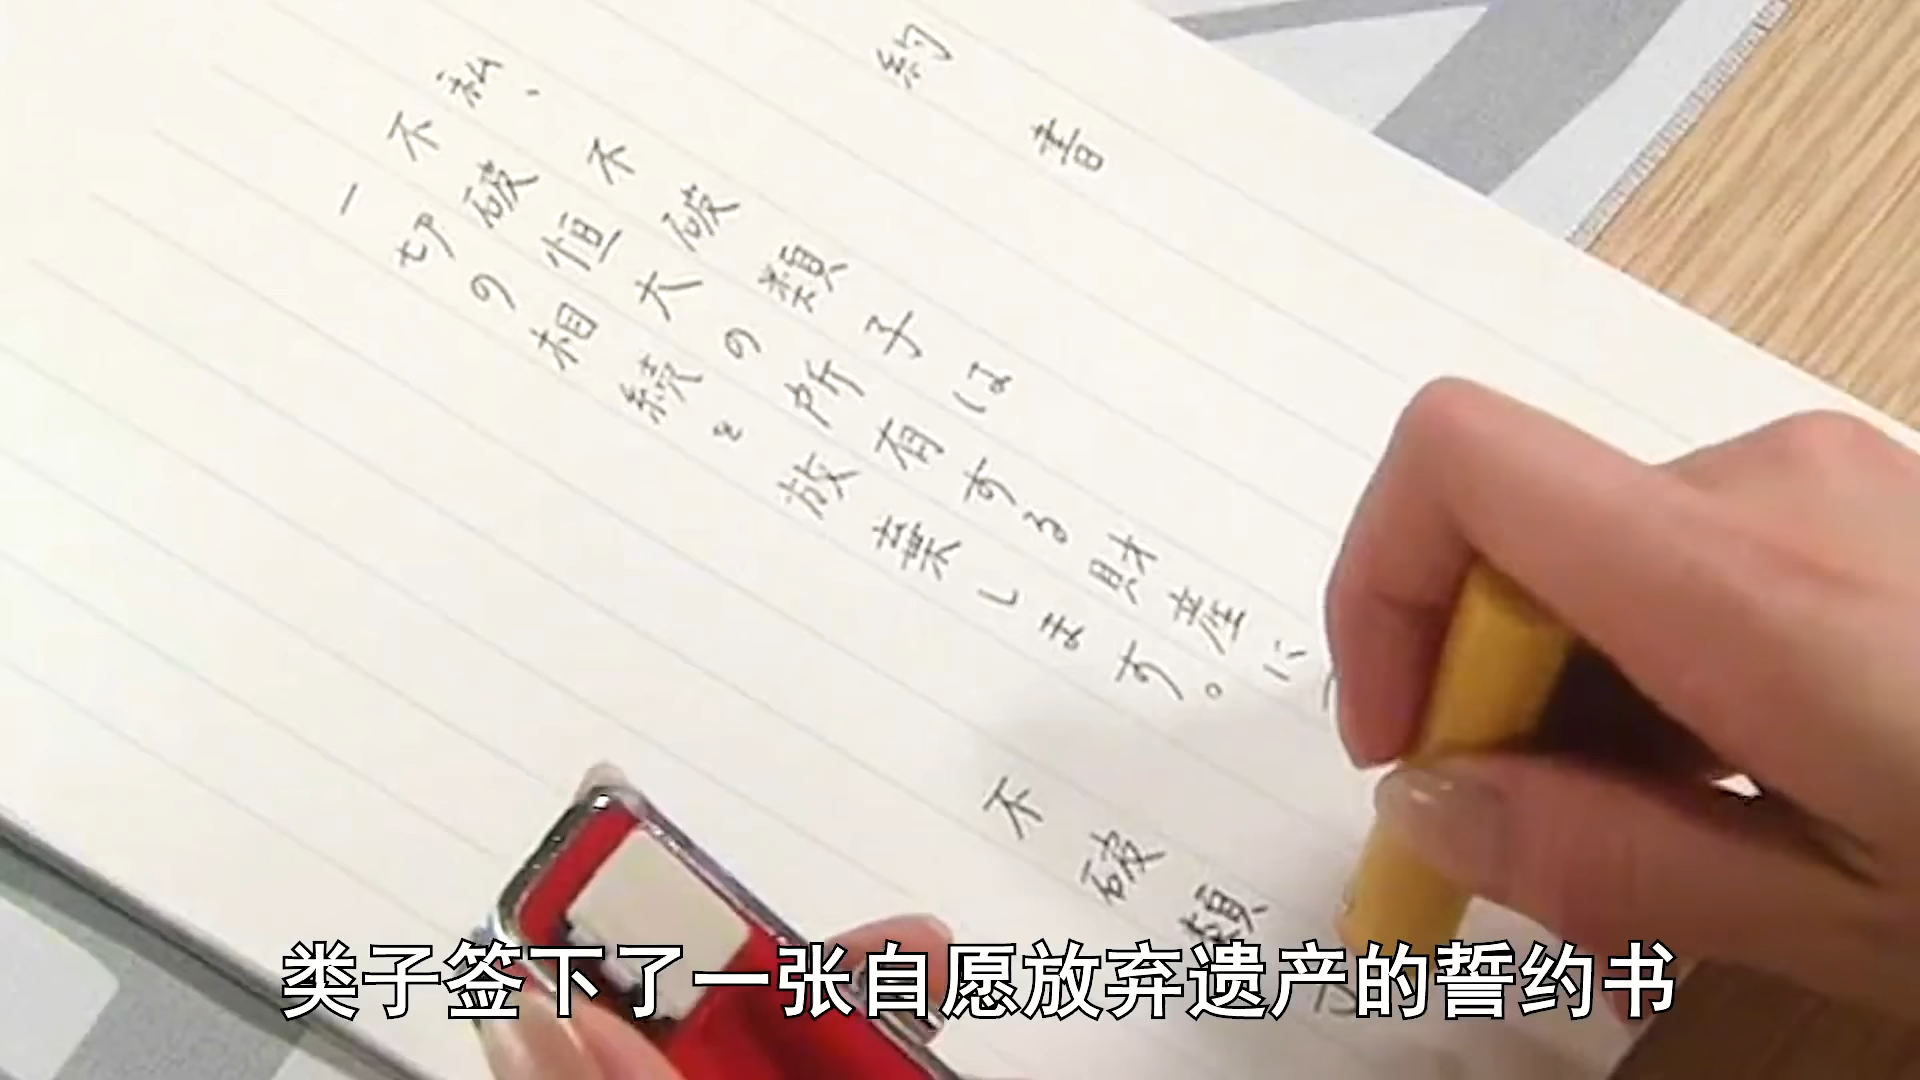 約書
私、不破類子は
不破恒大の所有する財産に
一切の相続を放棄します。
不破類
类子签下了一张自愿放弃遗产的誓约书